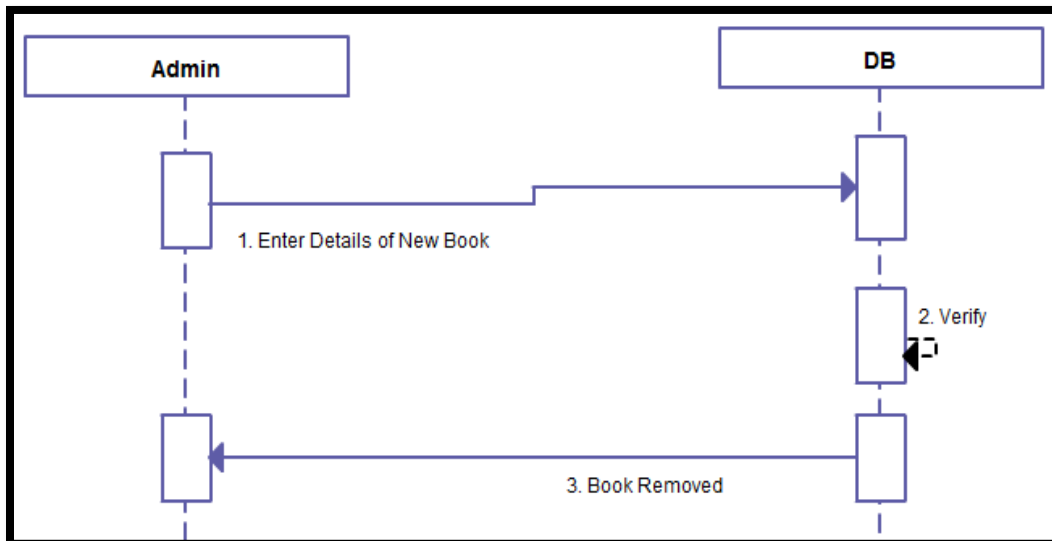 Admin
DB
1. Enter Details of New Book
2. Verify
3. Book Removed